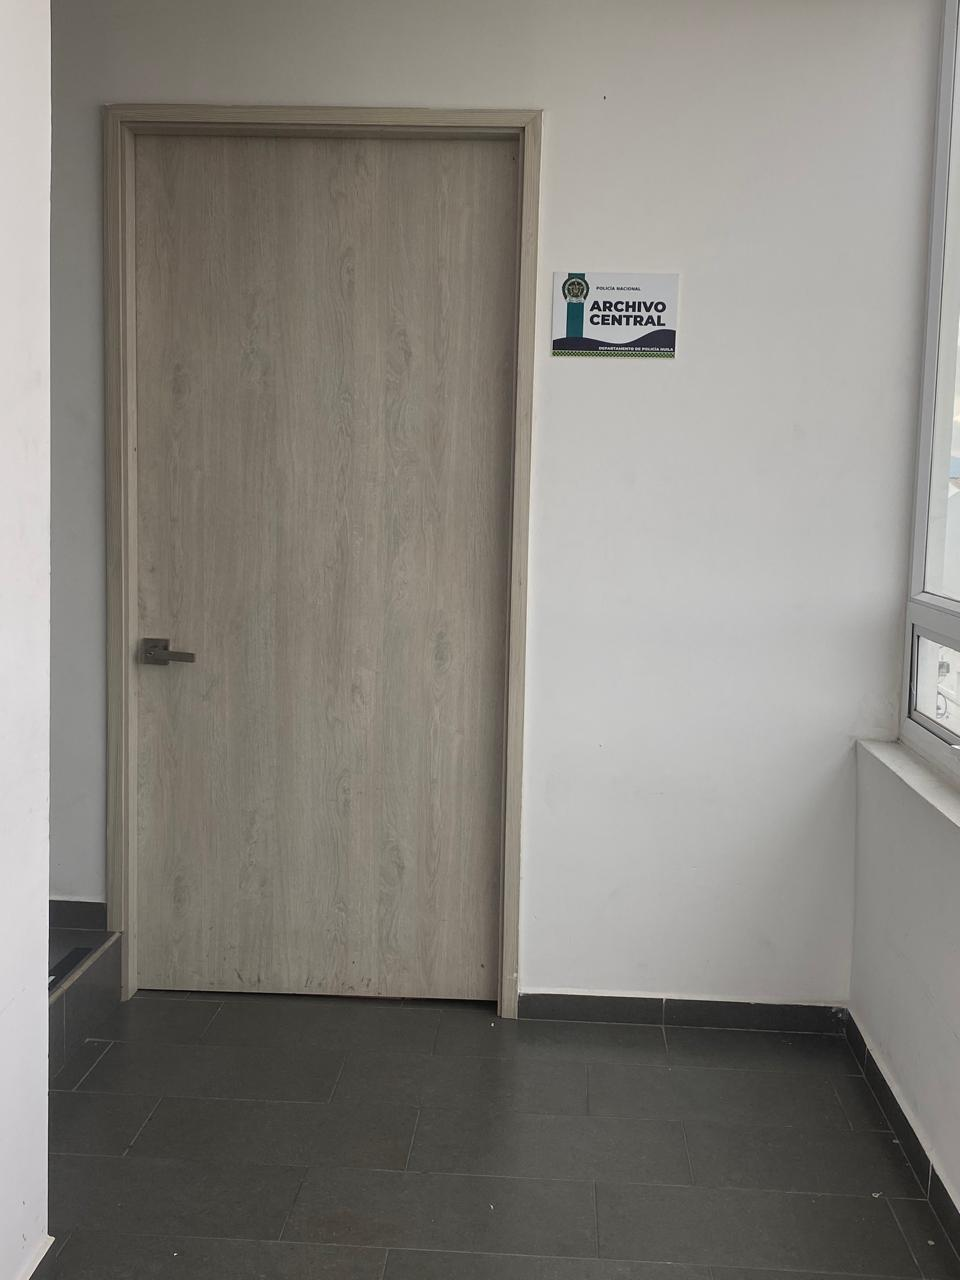 POLICÍA NACIONAL
ARCHIVO
CENTRAL
DEPARTAMENTO DE POLICÍA HUILA